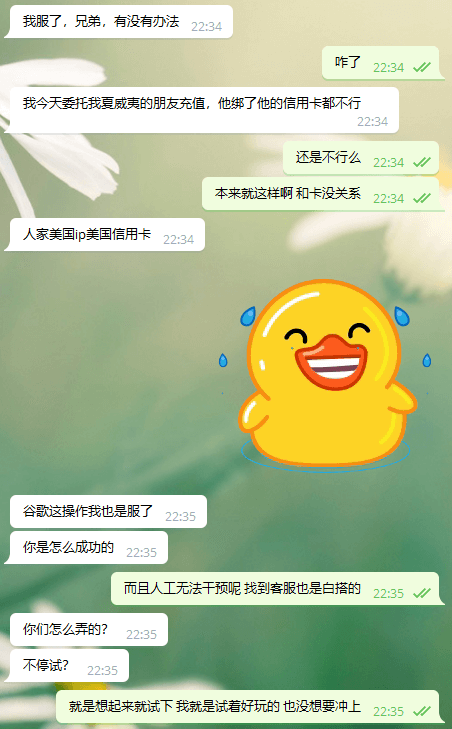 我服了，兄弟，有没有办法 22:34
咋了 22:34
我今天委托我夏威夷的朋友充值，他绑了他的信用卡都不行 22:34
还是不行么 22:34
本来就这样啊 和卡没关系 22:34
人家美国ip美国信用卡 22:34
谷歌这操作我也是服了 22:35
你是怎么成功的 22:35
而且人工无法干预呢 找到客服也是白搭的 22:35
你们怎么弄的？ 22:35
不停试？ 22:35
就是想起来就试下 我就是试着好玩的 也没想要冲上 22:35